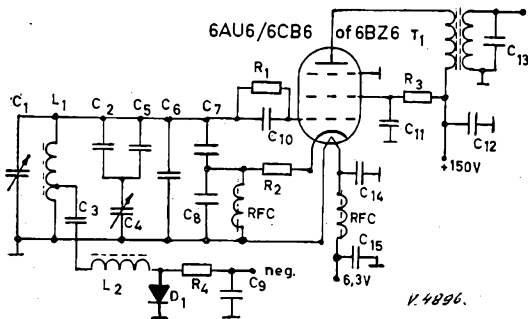 6AU6/6CB6 of 6BZ6
T1
C13
R1
R3
C1
L1
C2
C5
C6
C7
C10
C11
C12
+150V
R2
C14
C3
C4
C8
RFC
RFC
C15
L2
D1
R4
C9
neg.
6,3V
V.4896.